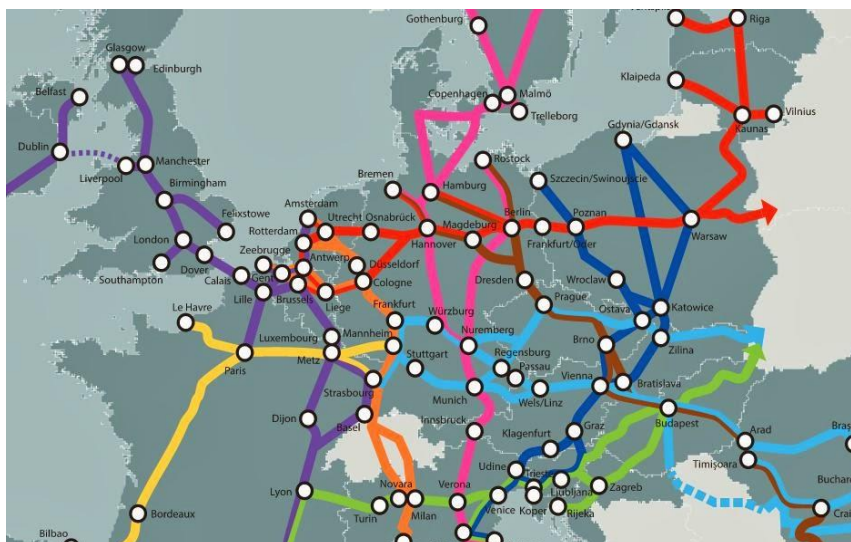 Gothenburg
Riga
Glasgow
Edinburgh
Klaipeda
Belfast
Copenhagen
Malmö
Trelleborg
Vilnius
Kaunas
Gdynia/Gdansk
Dublin
Manchester
Liverpool
Rostock
Bremen
Szczecin/Swinoujscie
Birmingham
Hamburg
Amsterdam
Felixstowe
Utrecht
Osnabrück
Magdeburg
Berlin
Poznan
Rotterdam
London
Zeebrugge
Hannover
Frankfurt/Oder
Warsaw
Antwerp
Dover
Düsseldorf
Southampton
Calais
Gent
Cologne
Dresden
Wroclaw
Lille
Brussels
Liege
Prague
Le Havre
Frankfurt
Würzburg
Ostava
Katowice
Luxembourg
Mannheim
Nuremberg
Brno
Zilina
Paris
Metz
Stuttgart
Regensburg
Passau
Strasbourg
Vienna
Bratislava
Munich
Wels/Linz
Dijon
Basel
Innsbruck
Budapest
Klagenfurt
Graz
Arad
Timişoara
Udine
Lyon
Novara
Verona
Ljubljana
Zagreb
Turin
Milan
Venice
Koper
Rijeka
Bordeaux
Bilbao